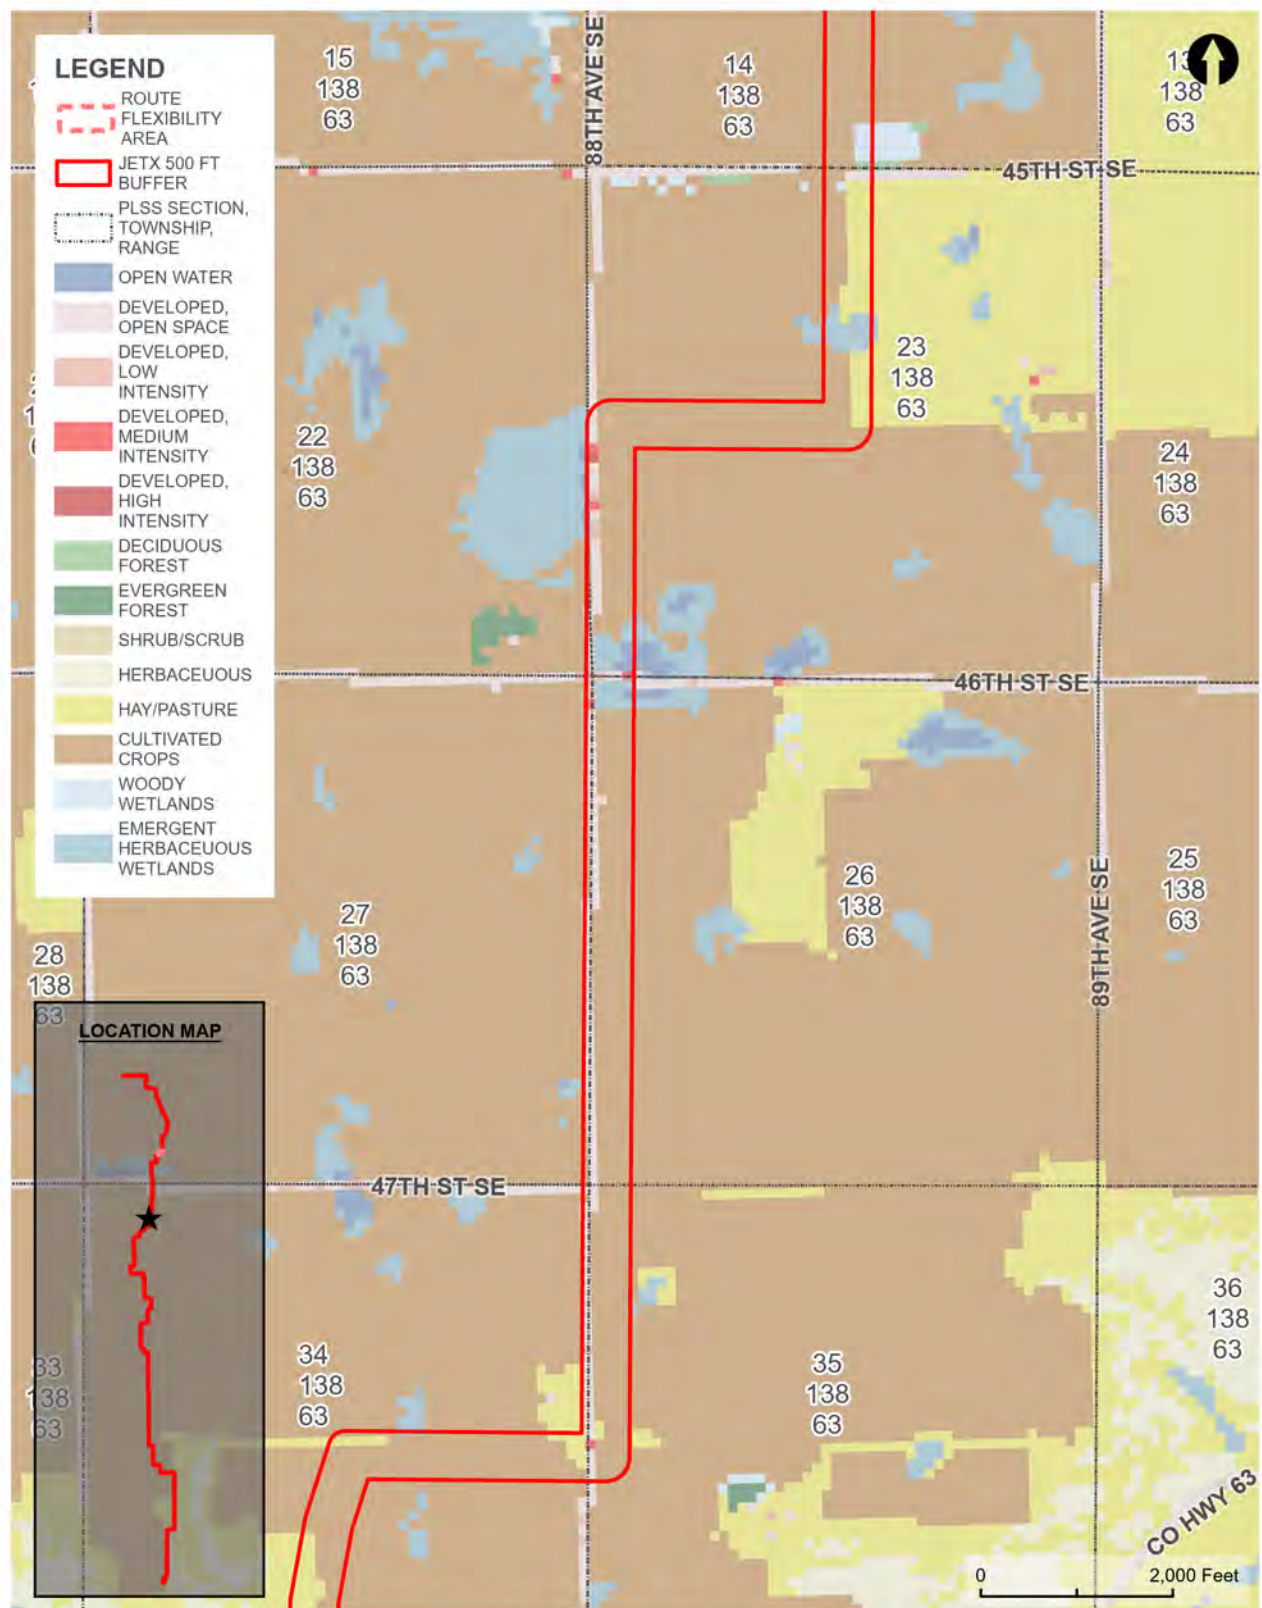 LEGEND
ROUTE
FLEXIBILITY
AREA
JETX 500 FT
BUFFER
PLSS SECTION,
TOWNSHIP,
RANGE
OPEN WATER
DEVELOPED,
OPEN SPACE
DEVELOPED,
LOW
INTENSITY
DEVELOPED,
MEDIUM
INTENSITY
DEVELOPED,
HIGH
INTENSITY
DECIDUOUS
FOREST
EVERGREEN
FOREST
SHRUB/SCRUB
HERBACEUOUS
HAY/PASTURE
CULTIVATED
CROPS
WOODY
WETLANDS
EMERGENT
HERBACEUOUS
WETLANDS
15
138
63
88TH AVE SE
14
138
63
13
138
63
45TH ST SE
22
138
63
23
138
63
24
138
63
46TH ST SE
27
138
63
26
138
63
25
138
63
89TH AVE SE
28
138
63
LOCATION MAP
47TH ST SE
33
138
63
34
138
63
35
138
63
36
138
63
CO HWY 63
0
2,000 Feet